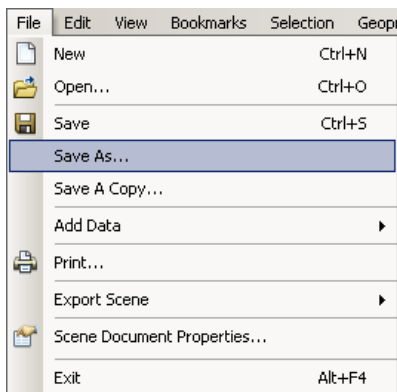 File Edit View Bookmarks Selection
New Ctrl+N
Open... Ctrl+O
Save Ctrl+S
Save As...
Save A Copy...
Add Data
Print...
Export Scene
Scene Document Properties...
Exit Alt+F4